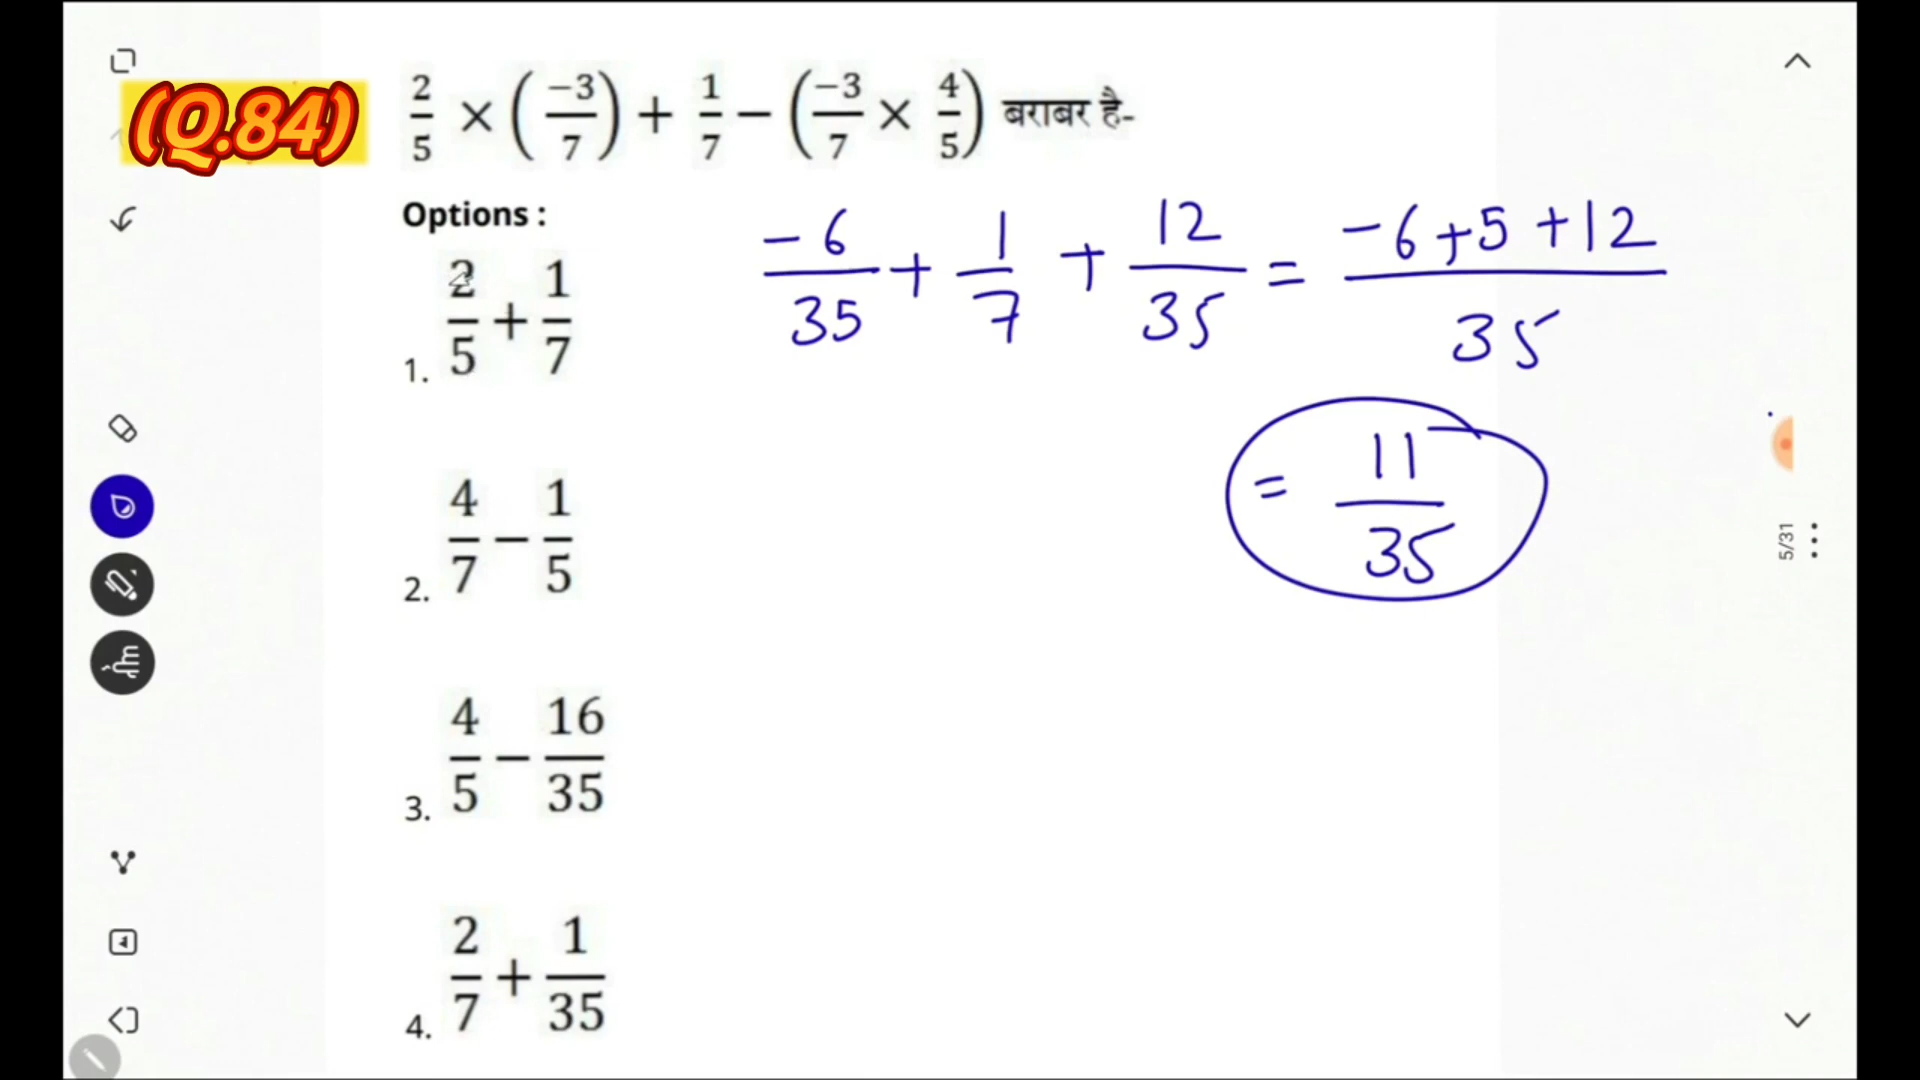 (Q.84) 2/5 × (−3/7) + 1/7 − (−3/7 × 4/5) बराबर है-
Options :
1. 2/5 + 1/7
2. 4/7 − 1/5
3. 4/5 − 16/35
4. 2/7 + 1/35
−6/35 + 1/7 + 12/35 = −6+5+12/35
= 11/35
5/31